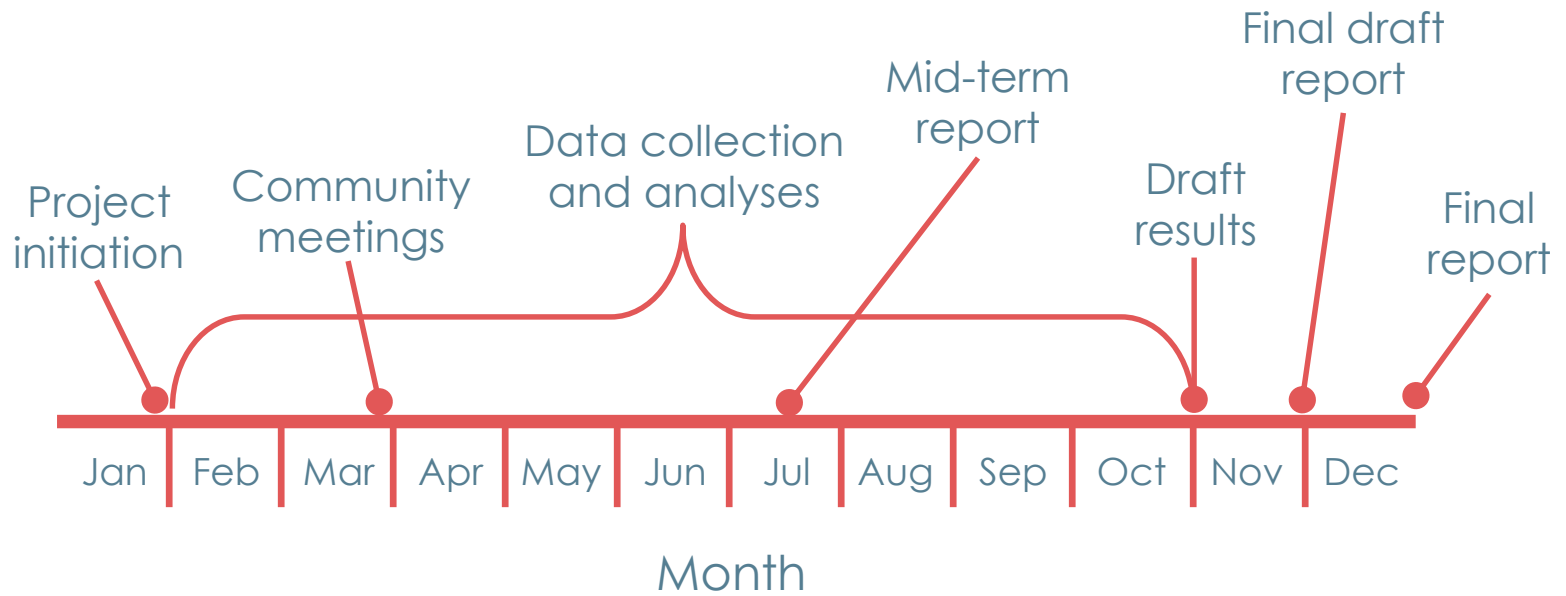 Project
initiation
Community
meetings
Data collection
and analyses
Mid-term
report
Draft
results
Final draft
report
Final
report
Jan Feb Mar Apr May Jun Jul Aug Sep Oct Nov Dec
Month